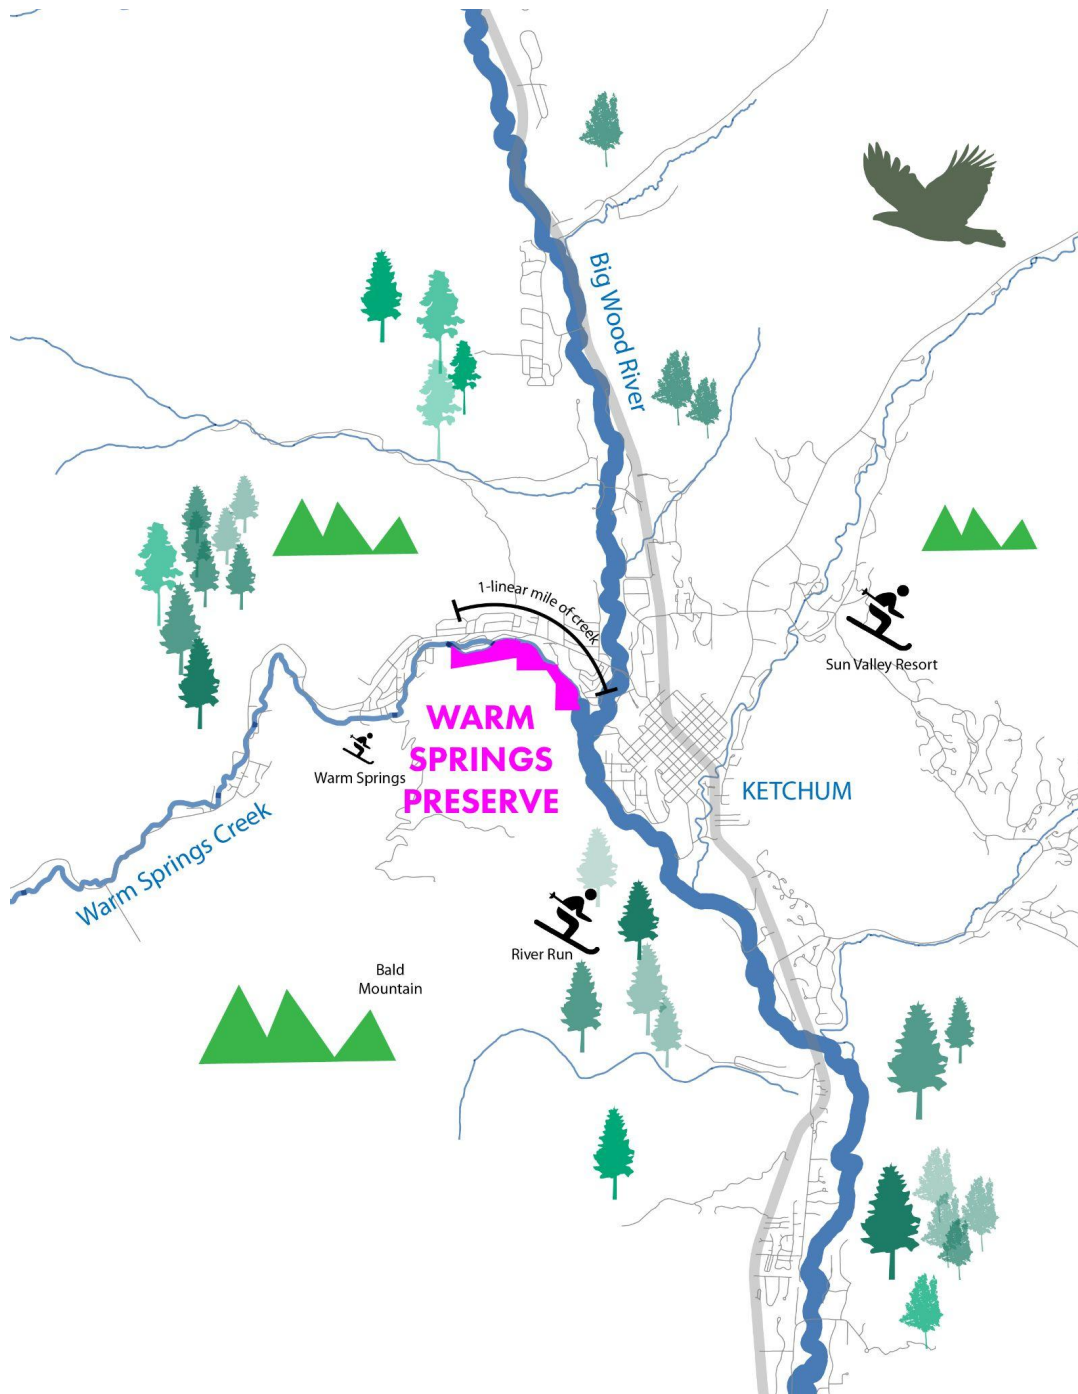 Big Wood River
1-linear mile of creek
Sun Valley Resort
WARM
SPRINGS
PRESERVE
Warm Springs
KETCHUM
Warm Springs Creek
River Run
Bald
Mountain